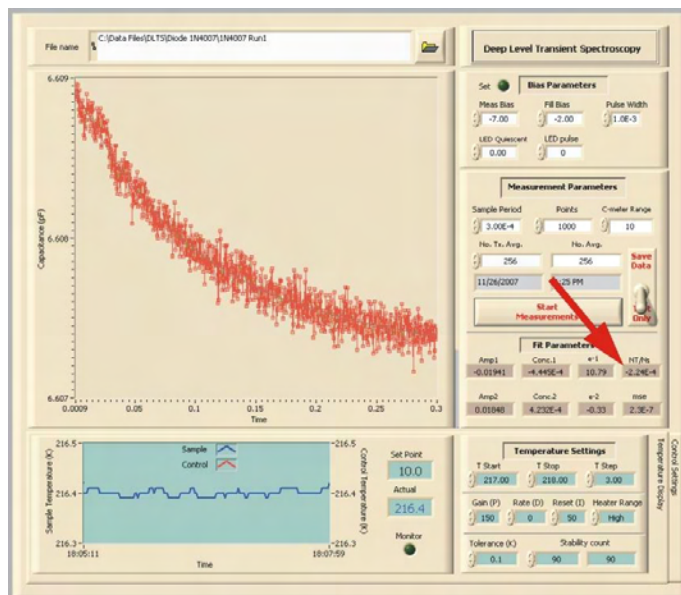 File name
C:\Data Files\DLTS\Diode 1N4007\1N4007 Run1
Deep Level Transient Spectroscopy
6.609
6.608
6.607
Capacitance (pF)
0.0009 0.05 0.1 0.15 0.2 0.25 0.3
Time
Set Bias Parameters
Meas Bias Fill Bias Pulse Width
-7.00 -2.00 1.0E-3
LED Quiescent LED pulse
0.00 0
Measurement Parameters
Sample Period Points C-meter Range
3.00E-4 1000 10
No. Tx. Avg. No. Avg.
256 256
Save
Data
11/26/2007 :25 PM
Start
Measurements
Only
Fit Parameters
Amp1 Conc.1 e-1 NT/Ns
-0.01941 -4.445E-4 10.79 -2.24E-4
Amp2 Conc.2 e-2 mse
0.01848 4.232E-4 -0.33 2.3E-7
216.5 216.5
216.4 216.4
216.3 216.3
Sample Temperature (K)
Sample
Control
Control Temperature (K)
18:05:11 18:07:59
Time
Set Point
10.0
Actual
216.4
Monitor
Temperature Settings
T Start T Stop T Step
217.00 218.00 3.00
Gain (P) Rate (D) Reset (I) Heater Range
150 0 50 High
Tolerance (K) Stability count
0.1 90 90
Temperature Display
Control Settings